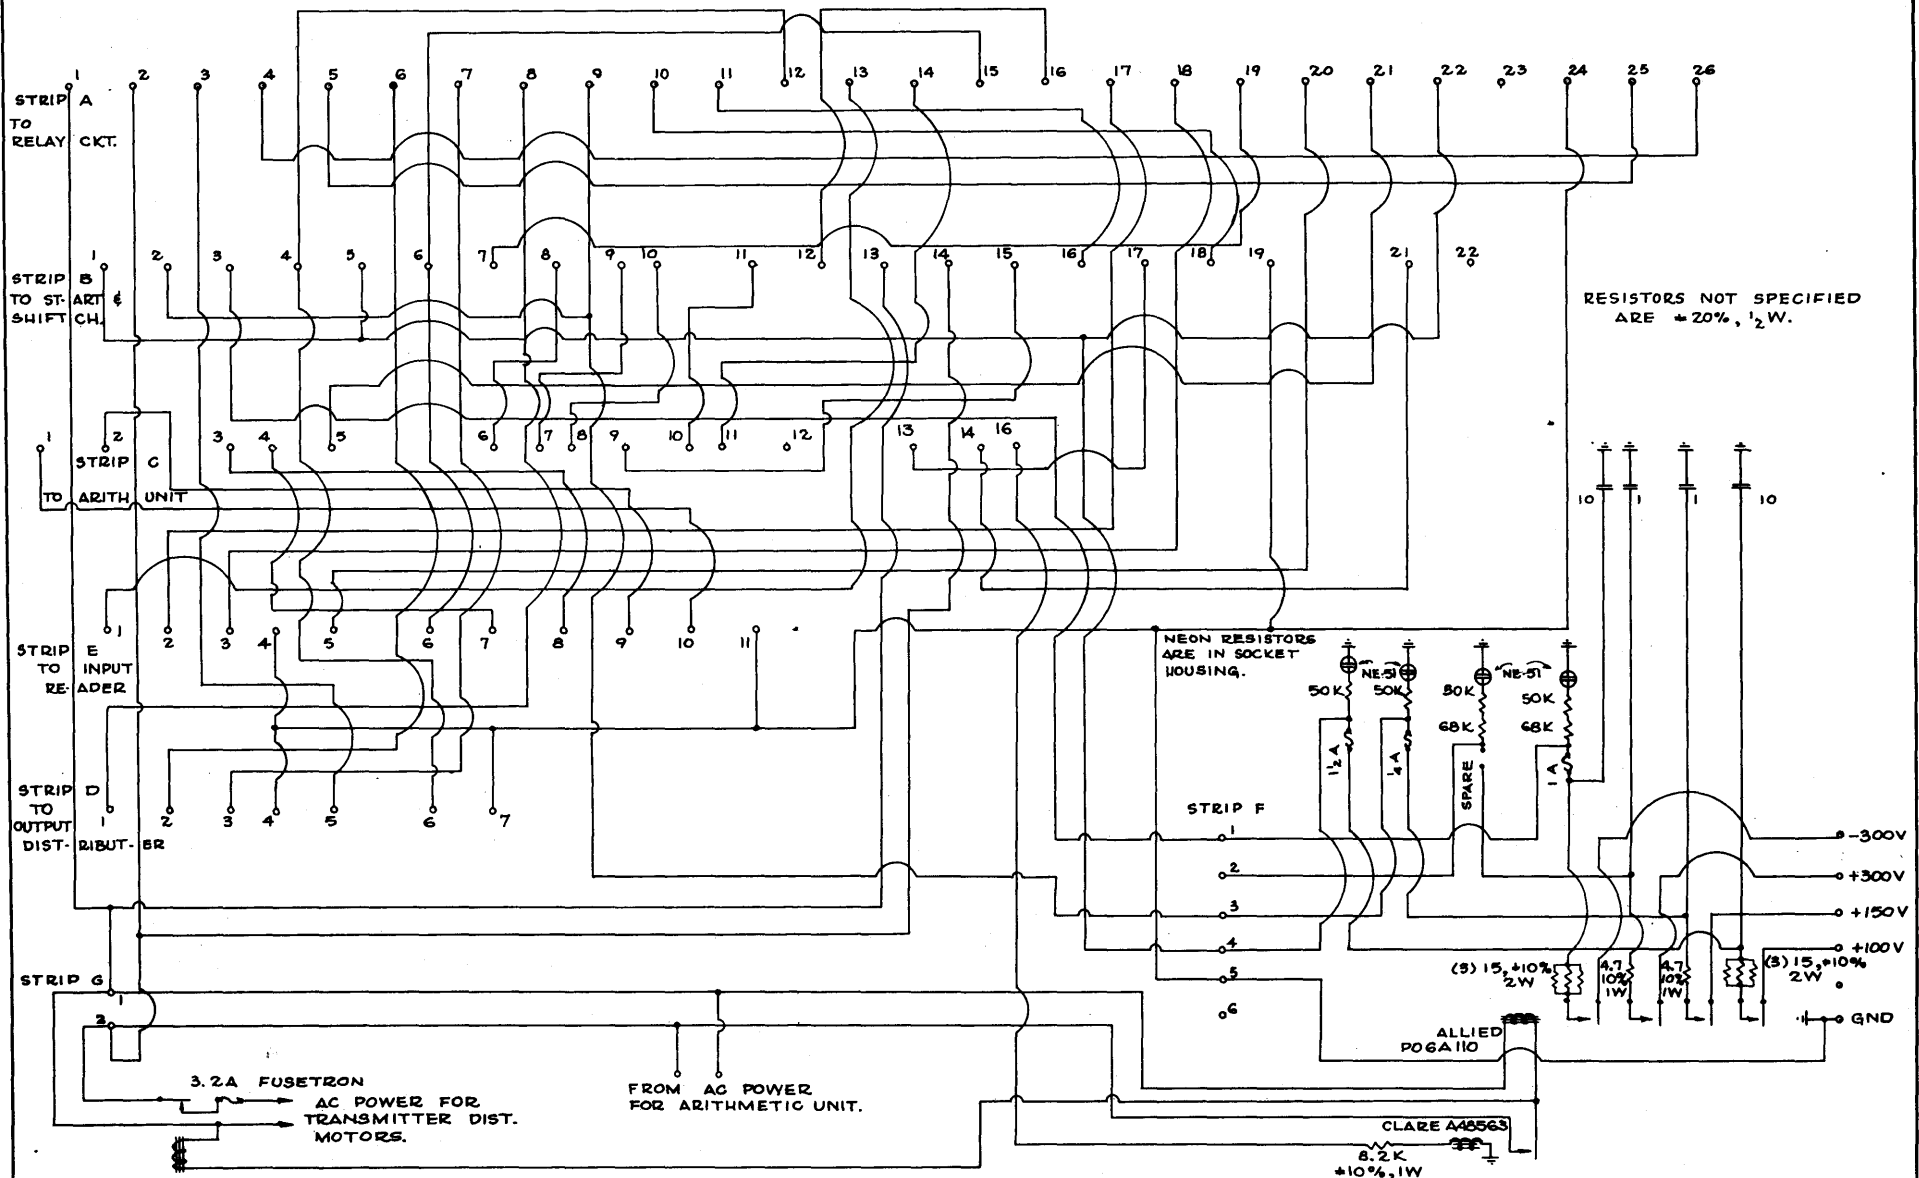 1 2 3 4 5 6 7 8 9 10 11 12 13 14 15 16 17 18 19 20 21 22 23 24 25 26
STRIP A
TO
RELAY CKT.
1 2 3 4 5 6 7 8 9 10 11 12 13 14 15 16 17 18 19 21 22
STRIP B
TO START &
SHIFT CH.
RESISTORS NOT SPECIFIED
ARE ±20%, 1/2W.
1 2 3 4 5 6 7 8 9 10 11 12 13 14 16
STRIP C
TO ARITH UNIT
10 1 1 10
1 2 3 4 5 6 7 8 9 10 11
STRIP E
TO INPUT
READER
NEON RESISTORS
ARE IN SOCKET
HOUSING.
NE-51 NE-51
50K 50K 50K 50K
68K 68K
1 1/2 A 1/4 A SPARE 1 A
STRIP D
TO
OUTPUT
DIST-RIBUT-ER
1 2 3 4 5 6 7
STRIP F
1
2
3
4
5
6
-300V
+300V
+150V
+100V
GND
(3) 15, ±10%
2W
4.7
10%
1W
4.7
10%
1W
(3) 15, ±10%
2W
STRIP G
1
2
ALLIED
PO6A110
3.2A FUSETRON
AC POWER FOR
TRANSMITTER DIST.
MOTORS.
FROM AC POWER
FOR ARITHMETIC UNIT.
CLARE A48563
8.2K
±10%, 1W